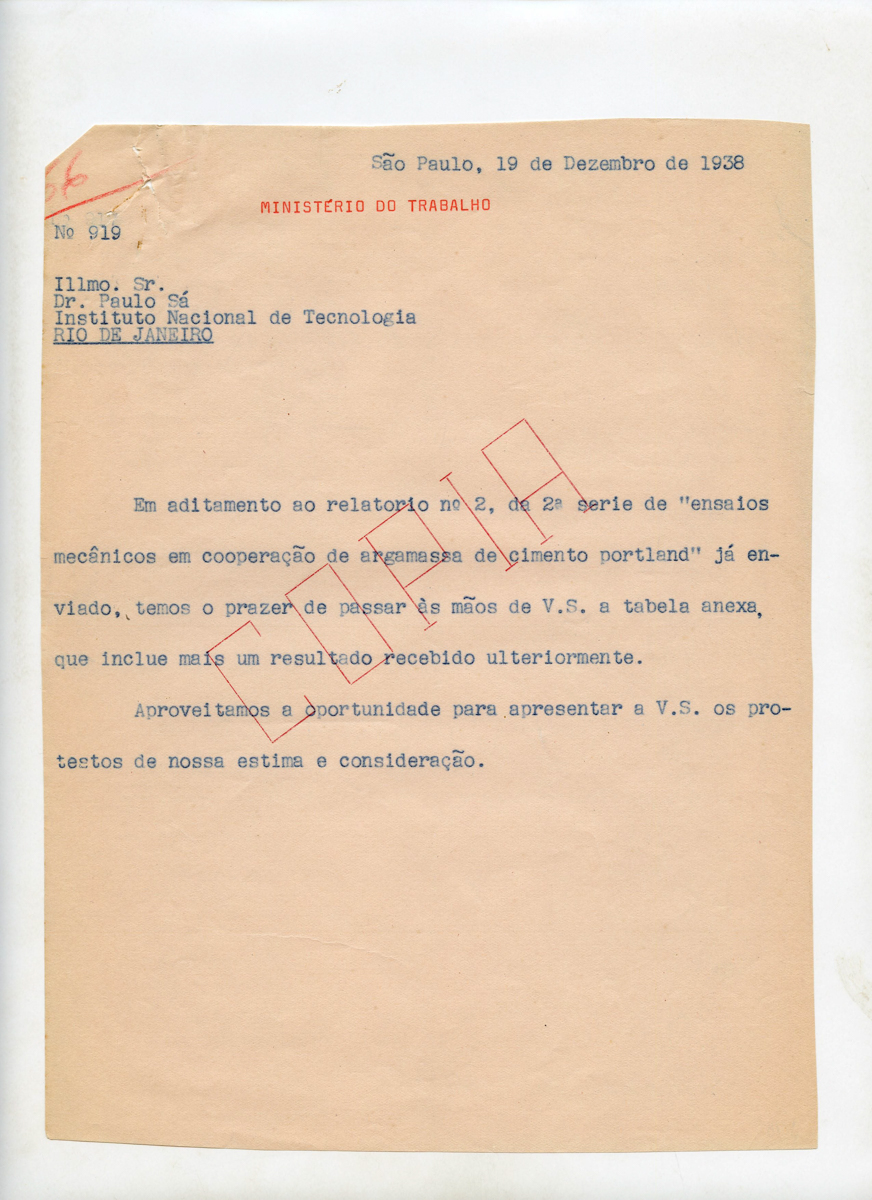 São Paulo, 19 de Dezembro de 1938
66
MINISTÉRIO DO TRABALHO
Nº 919
Illmo. Sr.
Dr. Paulo Sá
Instituto Nacional de Tecnologia
RIO DE JANEIRO
COPIA
Em aditamento ao relatorio nº 2, da 2ª serie de "ensaios
mecânicos em cooperação de argamassa de cimento portland" já en-
viado, temos o prazer de passar às mãos de V.S. a tabela anexa,
que inclue mais um resultado recebido ulteriormente.
Aproveitamos a oportunidade para apresentar a V.S. os pro-
testos de nossa estima e consideração.